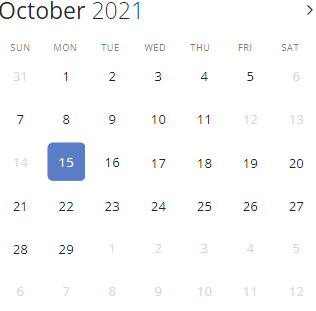 October 2021
SUN MON TUE WED THU FRI SAT
31 1 2 3 4 5 6
7 8 9 10 11 12 13
14 15 16 17 18 19 20
21 22 23 24 25 26 27
28 29 1 2 3 4 5
6 7 8 9 10 11 12